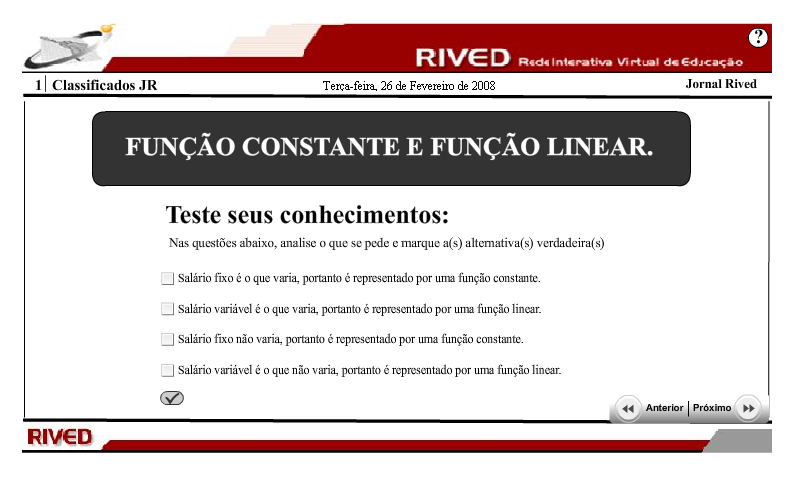 ?
RIVED Rede Interativa Virtual de Educação
1 Classificados JR Terça-feira, 26 de Fevereiro de 2008 Jornal Rived
FUNÇÃO CONSTANTE E FUNÇÃO LINEAR.
Teste seus conhecimentos:
Nas questões abaixo, analise o que se pede e marque a(s) alternativa(s) verdadeira(s)
Salário fixo é o que varia, portanto é representado por uma função constante.
Salário variável é o que varia, portanto é representado por uma função linear.
Salário fixo não varia, portanto é representado por uma função constante.
Salário variável é o que não varia, portanto é representado por uma função linear.
Anterior Próximo
RIVED